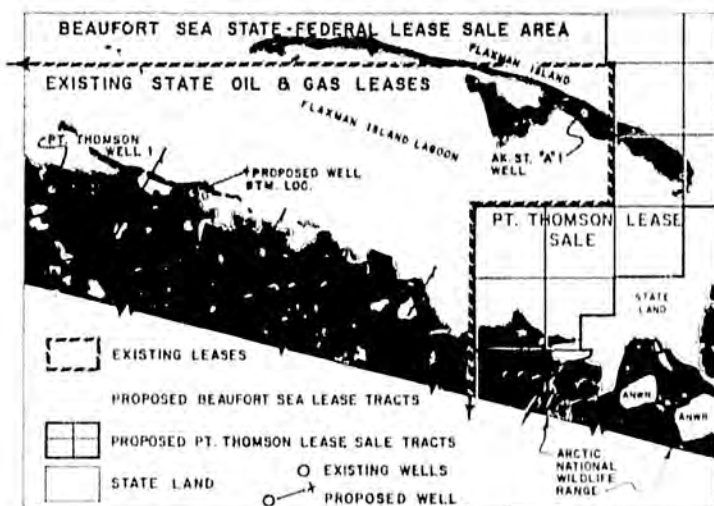 BEAUFORT SEA STATE-FEDERAL LEASE SALE AREA
FLAXMAN ISLAND
EXISTING STATE OIL & GAS LEASES
FLAXMAN ISLAND LAGOON
PT. THOMSON
WELL 1
PROPOSED WELL
BTM. LOC.
AK. ST. "A" 1
WELL
PT. THOMSON LEASE
SALE
STATE
LAND
EXISTING LEASES
PROPOSED BEAUFORT SEA LEASE TRACTS
ANWR
ANWR
PROPOSED PT. THOMSON LEASE SALE TRACTS
STATE LAND
EXISTING WELLS
PROPOSED WELL
ARCTIC
NATIONAL
WILDLIFE
RANGE